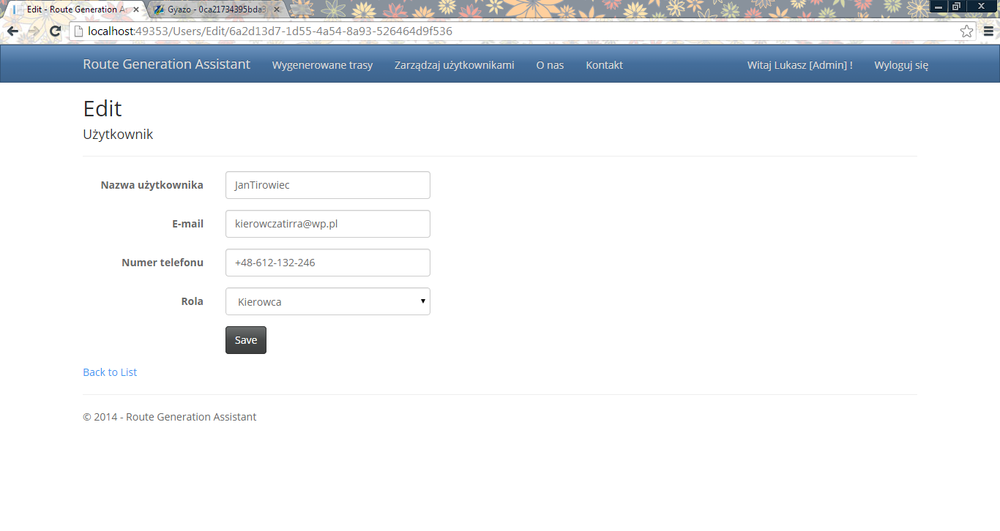 Edit - Route Generation As
Gyazo - 0ca21734395bda3
localhost:49353/Users/Edit/6a2d13d7-1d55-4a54-8a93-526464d9f536
Route Generation Assistant Wygenerowane trasy Zarządzaj użytkownikami O nas Kontakt Witaj Lukasz [Admin] ! Wyloguj się
Edit
Użytkownik
Nazwa użytkownika JanTirowiec
E-mail kierowczatirra@wp.pl
Numer telefonu +48-612-132-246
Rola Kierowca
Save
Back to List
© 2014 - Route Generation Assistant